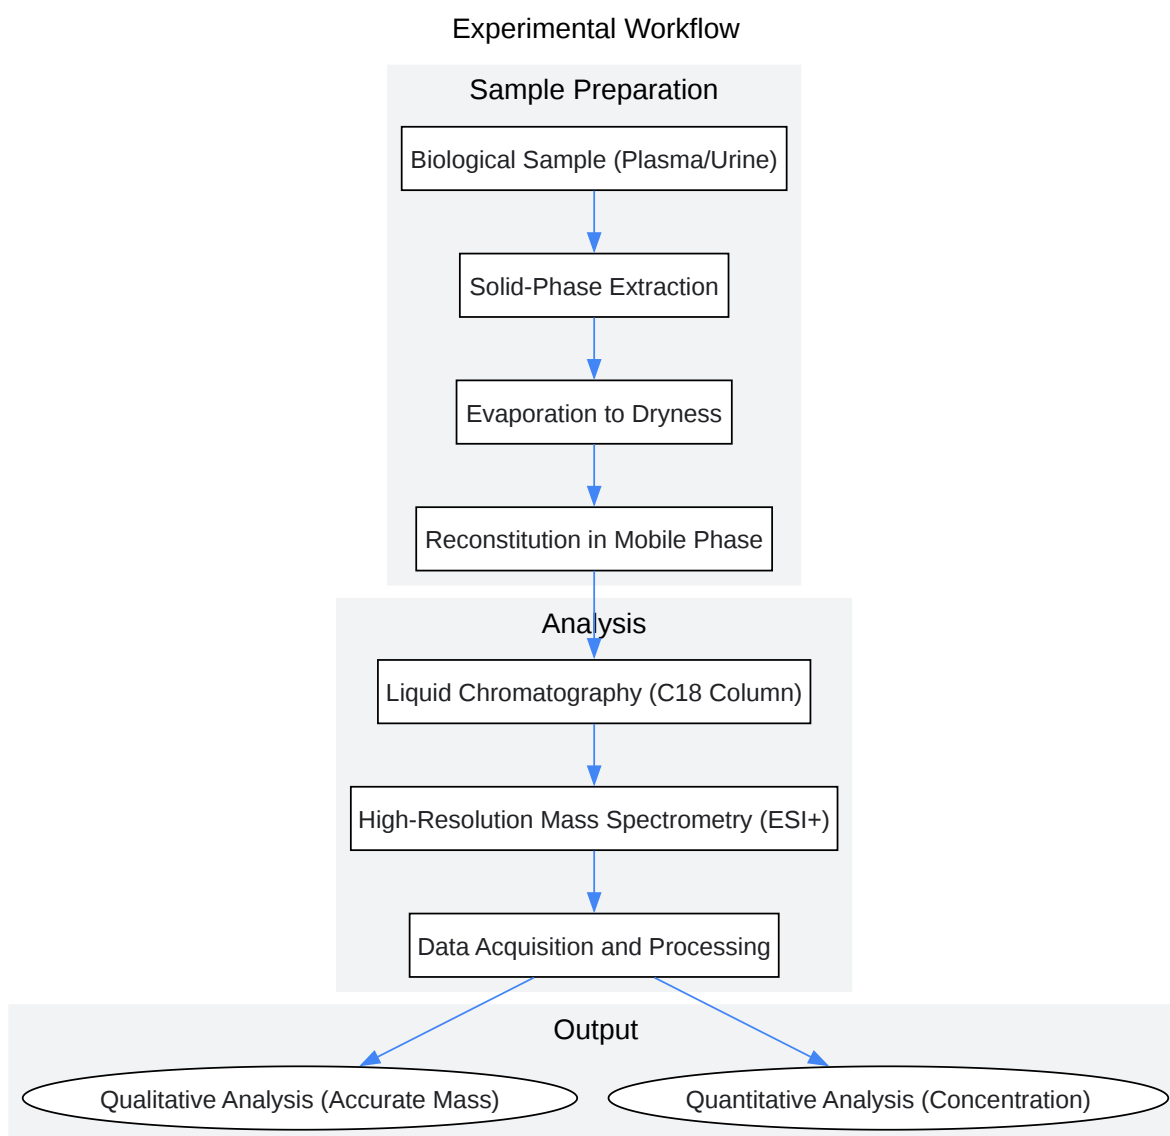 Experimental Workflow
Sample Preparation
Biological Sample (Plasma/Urine)
Solid-Phase Extraction
Evaporation to Dryness
Reconstitution in Mobile Phase
Analysis
Liquid Chromatography (C18 Column)
High-Resolution Mass Spectrometry (ESI+)
Data Acquisition and Processing
Output
Qualitative Analysis (Accurate Mass)
Quantitative Analysis (Concentration)